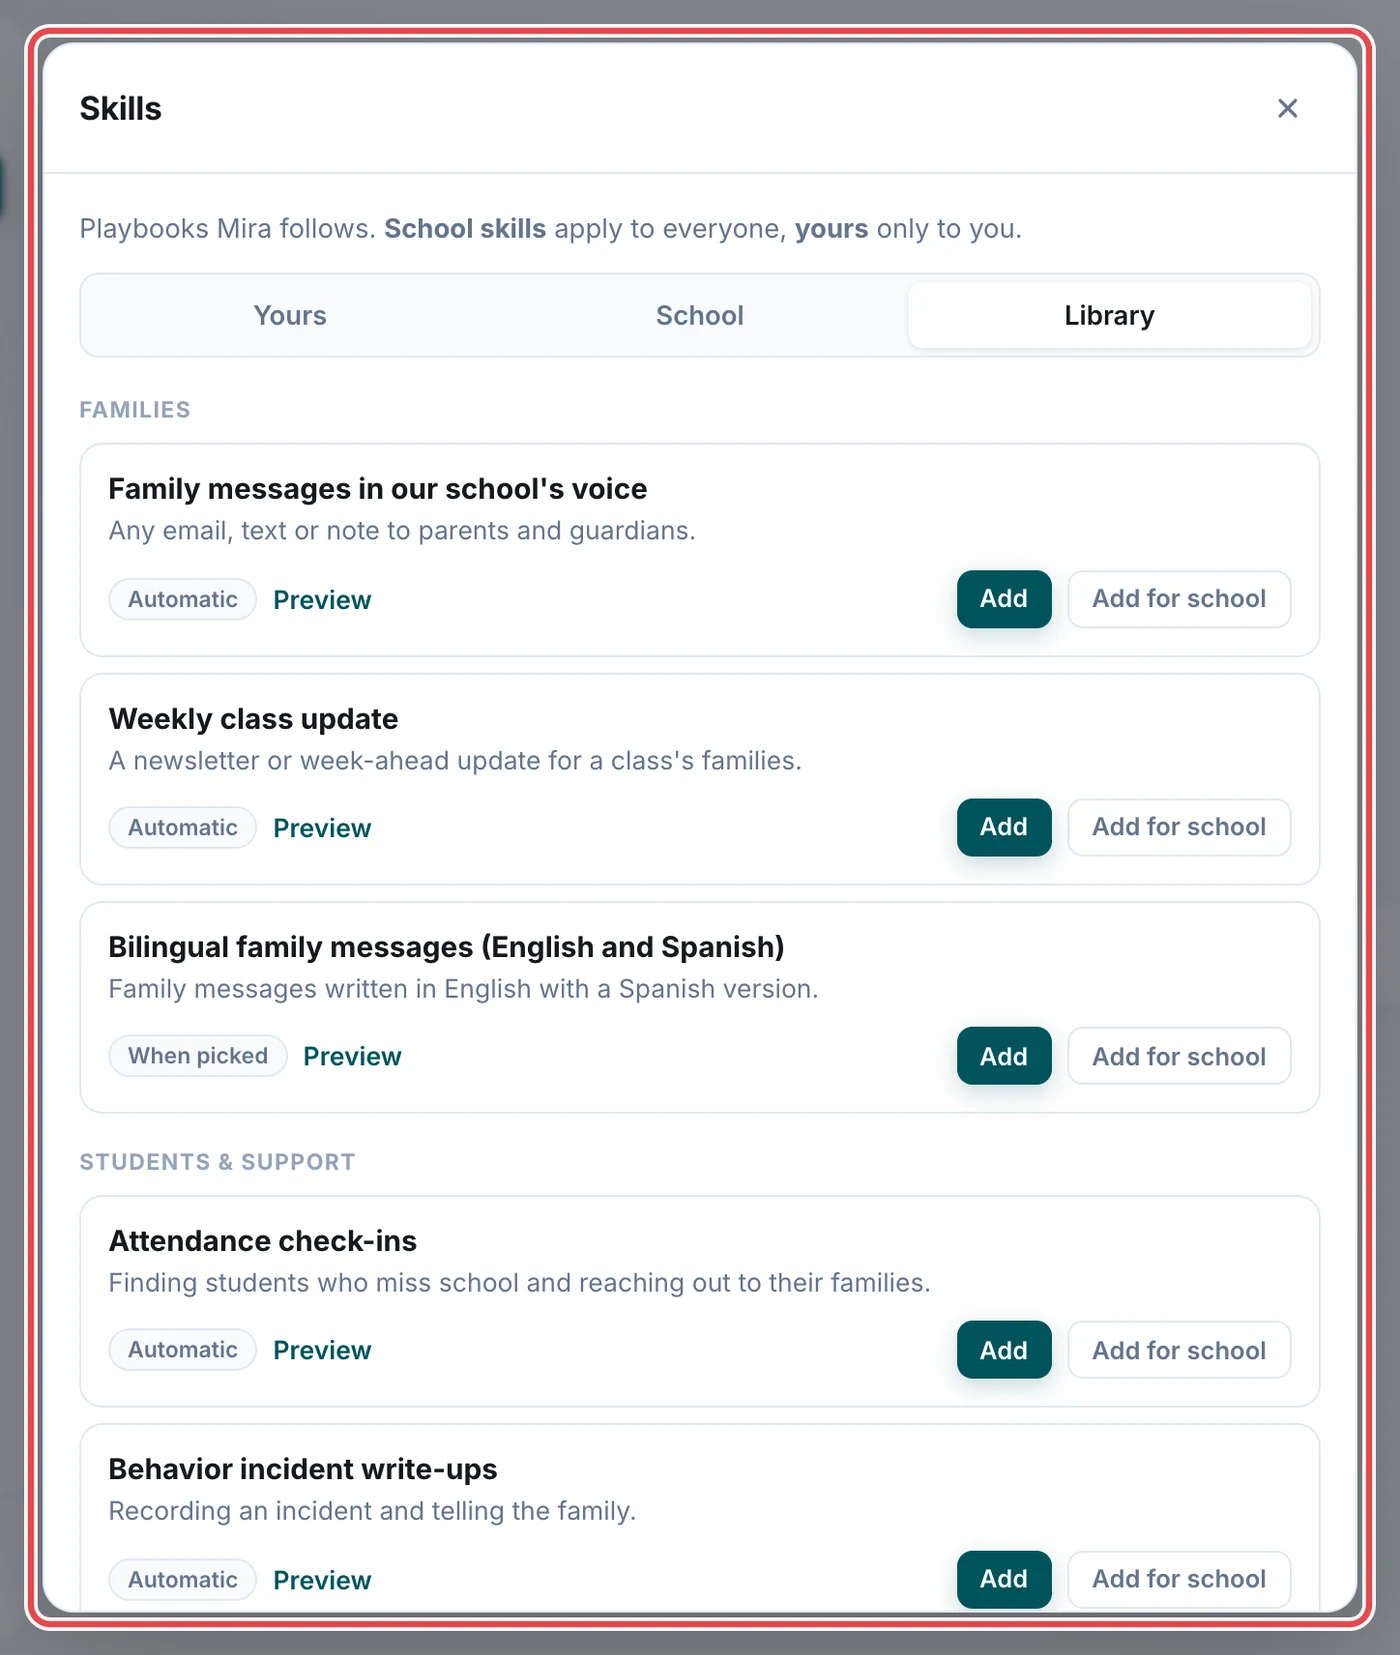 Skills
Playbooks Mira follows. School skills apply to everyone, yours only to you.
Yours
School
Library
FAMILIES
Family messages in our school's voice
Any email, text or note to parents and guardians.
Automatic
Preview
Add
Add for school
Weekly class update
A newsletter or week-ahead update for a class's families.
Automatic
Preview
Add
Add for school
Bilingual family messages (English and Spanish)
Family messages written in English with a Spanish version.
When picked
Preview
Add
Add for school
STUDENTS & SUPPORT
Attendance check-ins
Finding students who miss school and reaching out to their families.
Automatic
Preview
Add
Add for school
Behavior incident write-ups
Recording an incident and telling the family.
Automatic
Preview
Add
Add for school